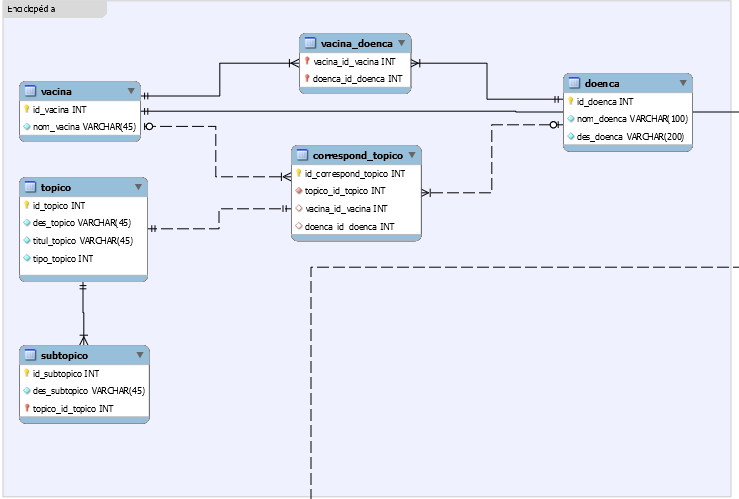 Enciclopédia
vacina_doenca
vacina_id_vacina INT
doenca_id_doenca INT
vacina
id_vacina INT
nom_vacina VARCHAR(45)
doenca
id_doenca INT
nom_doenca VARCHAR(100)
des_doenca VARCHAR(200)
correspond_topico
id_correspond_topico INT
topico_id_topico INT
vacina_id_vacina INT
doenca_id_doenca INT
topico
id_topico INT
des_topico VARCHAR(45)
titul_topico VARCHAR(45)
tipo_topico INT
subtopico
id_subtopico INT
des_subtopico VARCHAR(45)
topico_id_topico INT